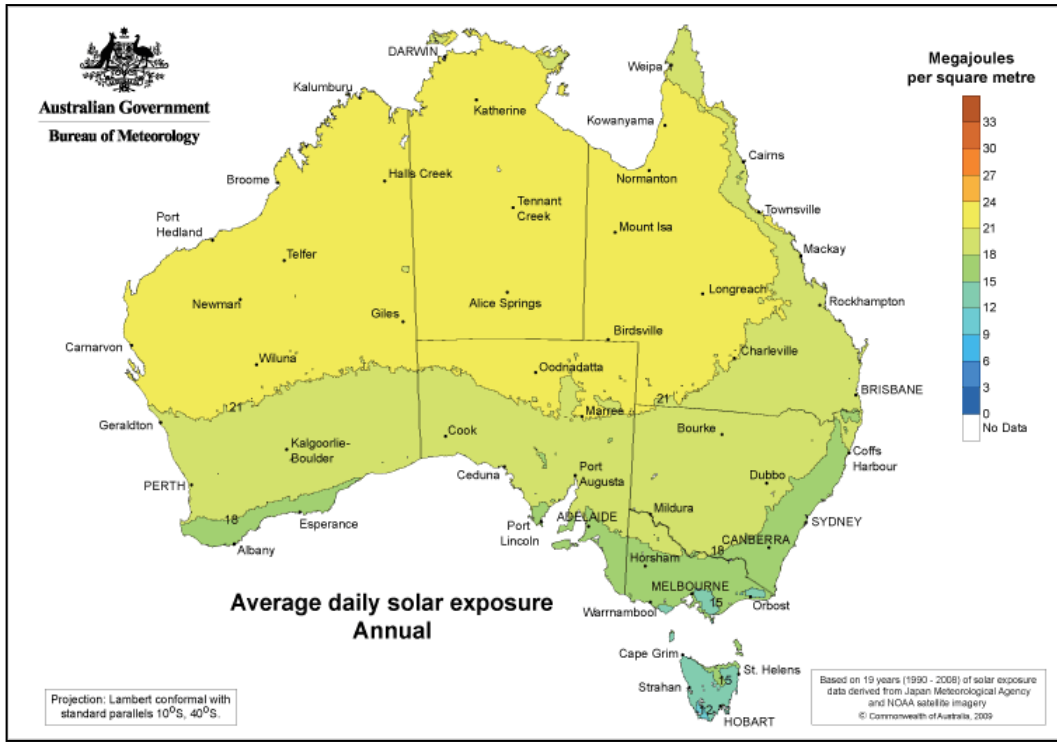 Australian Government
Bureau of Meteorology
Megajoules
per square metre
33
30
27
24
21
18
15
12
9
6
3
0
No Data
DARWIN
Weipa
Kalumburu
Katherine
Kowanyama
Cairns
Broome
Halls Creek
Normanton
Tennant
Creek
Townsville
Port
Hedland
Mount Isa
Mackay
Telfer
Newman
Alice Springs
Longreach
Rockhampton
Giles
Birdsville
Carnarvon
Wiluna
Oodnadatta
Charleville
21
21
BRISBANE
Marree
Geraldton
Cook
Bourke
Kalgoorlie-
Boulder
Coffs
Harbour
Ceduna
Port
Augusta
Dubbo
PERTH
Mildura
18
Esperance
ADELAIDE
SYDNEY
Port
Lincoln
CANBERRA
18
Albany
Horsham
MELBOURNE
15
Warrnambool
Orbost
Average daily solar exposure
Annual
Cape Grim
St. Helens
15
Strahan
HOBART
Projection: Lambert conformal with
standard parallels 10°S, 40°S.
Based on 19 years (1990 - 2008) of solar exposure
data derived from Japan Meteorological Agency
and NOAA satellite imagery
© Commonwealth of Australia, 2009